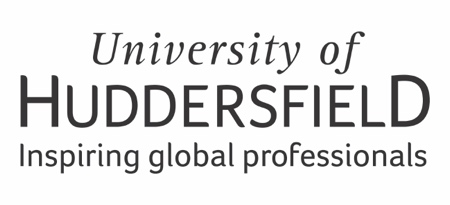 University of
HUDDERSFIELD
Inspiring global professionals